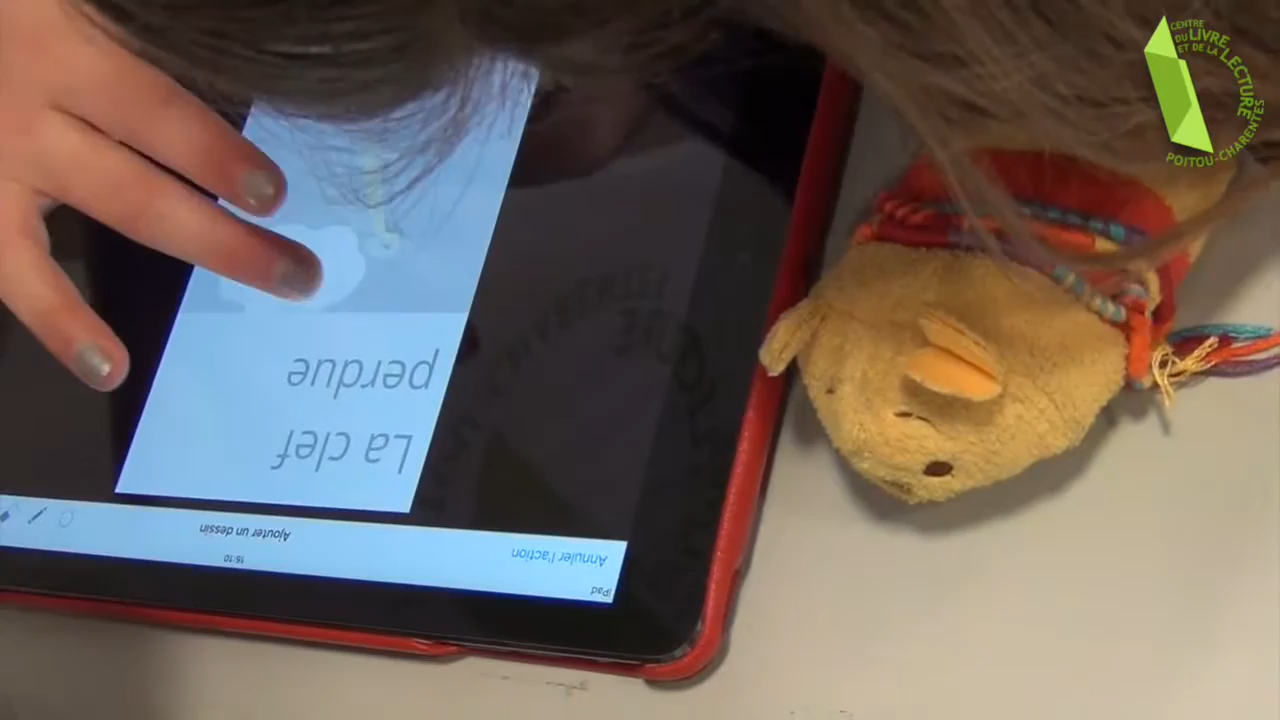 iPad
15:10
Annuler l'action
Ajouter un dessin
La clef
perdue
CENTRE
DU LIVRE
ET DE LA
LECTURE
POITOU-CHARENTES